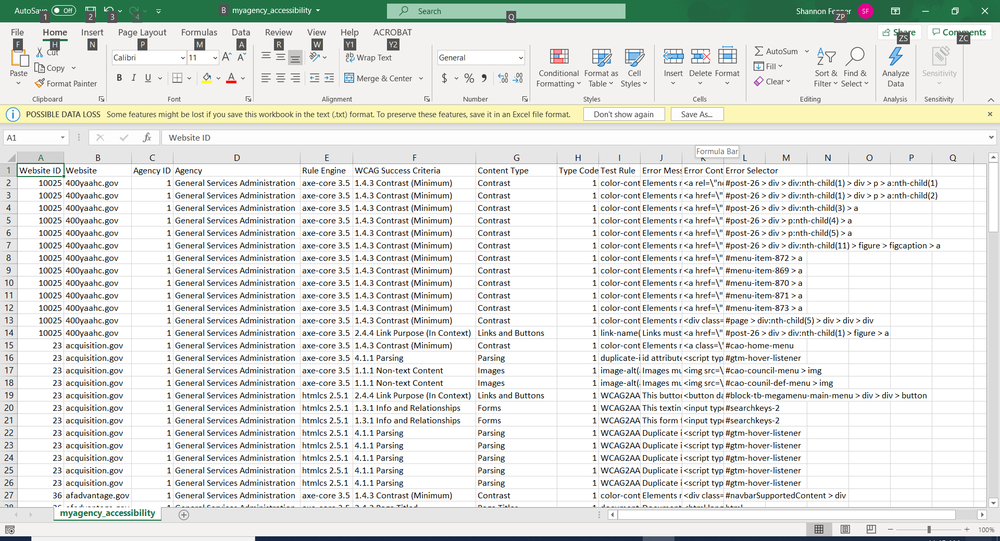 AutoSave Off myagency_accessibility Search Shannon Fenner SF
1 2 3 4 B Q ZP
File Home Insert Page Layout Formulas Data Review View Help ACROBAT Share Comments
F H N P M A R W Y1 Y2 ZS ZC
Cut Calibri 11 Wrap Text General AutoSum
Paste Copy Conditional Formatting Format as Table Cell Styles Insert Delete Format Fill Sort & Filter Find & Select Analyze Data Sensitivity
Format Painter B I U A Merge & Center $ % Clear
Clipboard Font Alignment Number Styles Cells Editing Analysis Sensitivity
POSSIBLE DATA LOSS Some features might be lost if you save this workbook in the text (.txt) format. To preserve these features, save it in an Excel file format. Don't show again Save As...
A1 fx Website ID
Formula Bar
A B C D E F G H I J K L M N O P Q
1 Website ID Website Agency ID Agency Rule Engine WCAG Success Criteria Content Type Type Code Test Rule Error Mess Error Cont Error Selector
2 10025 400yaahc.gov 1 General Services Administration axe-core 3.5 1.4.3 Contrast (Minimum) Contrast 1 color-cont Elements r <a rel=\"no #post-26 > div > div:nth-child(1) > div > p > a:nth-child(1)
3 10025 400yaahc.gov 1 General Services Administration axe-core 3.5 1.4.3 Contrast (Minimum) Contrast 1 color-cont Elements r <a href=\" #post-26 > div > div:nth-child(1) > div > p > a:nth-child(2)
4 10025 400yaahc.gov 1 General Services Administration axe-core 3.5 1.4.3 Contrast (Minimum) Contrast 1 color-cont Elements r <a href=\" #post-26 > div > div:nth-child(3) > a
5 10025 400yaahc.gov 1 General Services Administration axe-core 3.5 1.4.3 Contrast (Minimum) Contrast 1 color-cont Elements r <a href=\" #post-26 > div > p:nth-child(4) > a
6 10025 400yaahc.gov 1 General Services Administration axe-core 3.5 1.4.3 Contrast (Minimum) Contrast 1 color-cont Elements r <a href=\" #post-26 > div > p:nth-child(5) > a
7 10025 400yaahc.gov 1 General Services Administration axe-core 3.5 1.4.3 Contrast (Minimum) Contrast 1 color-cont Elements r <a href=\" #post-26 > div > div:nth-child(11) > figure > figcaption > a
8 10025 400yaahc.gov 1 General Services Administration axe-core 3.5 1.4.3 Contrast (Minimum) Contrast 1 color-cont Elements r <a href=\" #menu-item-872 > a
9 10025 400yaahc.gov 1 General Services Administration axe-core 3.5 1.4.3 Contrast (Minimum) Contrast 1 color-cont Elements r <a href=\" #menu-item-869 > a
10 10025 400yaahc.gov 1 General Services Administration axe-core 3.5 1.4.3 Contrast (Minimum) Contrast 1 color-cont Elements r <a href=\" #menu-item-870 > a
11 10025 400yaahc.gov 1 General Services Administration axe-core 3.5 1.4.3 Contrast (Minimum) Contrast 1 color-cont Elements r <a href=\" #menu-item-871 > a
12 10025 400yaahc.gov 1 General Services Administration axe-core 3.5 1.4.3 Contrast (Minimum) Contrast 1 color-cont Elements r <a href=\" #menu-item-873 > a
13 10025 400yaahc.gov 1 General Services Administration axe-core 3.5 1.4.3 Contrast (Minimum) Contrast 1 color-cont Elements r <div class= #page > div:nth-child(5) > div > div > div
14 10025 400yaahc.gov 1 General Services Administration axe-core 3.5 2.4.4 Link Purpose (In Context) Links and Buttons 1 link-name( Links must <a href=\" #post-26 > div > div:nth-child(1) > figure > a
15 23 acquisition.gov 1 General Services Administration axe-core 3.5 1.4.3 Contrast (Minimum) Contrast 1 color-cont Elements r <a class=\" #cao-home-menu
16 23 acquisition.gov 1 General Services Administration axe-core 3.5 4.1.1 Parsing Parsing 1 duplicate-i id attribute <script typ #gtm-hover-listener
17 23 acquisition.gov 1 General Services Administration axe-core 3.5 1.1.1 Non-text Content Images 1 image-alt( Images mu <img src=\ #cao-council-menu > img
18 23 acquisition.gov 1 General Services Administration axe-core 3.5 1.1.1 Non-text Content Images 1 image-alt( Images mu <img src=\ #cao-counil-def-menu > img
19 23 acquisition.gov 1 General Services Administration htmlcs 2.5.1 2.4.4 Link Purpose (In Context) Links and Buttons 1 WCAG2AA This button <button da #block-tb-megamenu-main-menu > div > div > button
20 23 acquisition.gov 1 General Services Administration htmlcs 2.5.1 1.3.1 Info and Relationships Forms 1 WCAG2AA This textin <input type #searchkeys-2
21 23 acquisition.gov 1 General Services Administration htmlcs 2.5.1 1.3.1 Info and Relationships Forms 1 WCAG2AA This form f <input type #searchkeys-2
22 23 acquisition.gov 1 General Services Administration htmlcs 2.5.1 4.1.1 Parsing Parsing 1 WCAG2AA Duplicate i <script typ #gtm-hover-listener
23 23 acquisition.gov 1 General Services Administration htmlcs 2.5.1 4.1.1 Parsing Parsing 1 WCAG2AA Duplicate i <script typ #gtm-hover-listener
24 23 acquisition.gov 1 General Services Administration htmlcs 2.5.1 4.1.1 Parsing Parsing 1 WCAG2AA Duplicate i <script typ #gtm-hover-listener
25 23 acquisition.gov 1 General Services Administration htmlcs 2.5.1 4.1.1 Parsing Parsing 1 WCAG2AA Duplicate i <script typ #gtm-hover-listener
26 23 acquisition.gov 1 General Services Administration htmlcs 2.5.1 4.1.1 Parsing Parsing 1 WCAG2AA Duplicate i <script typ #gtm-hover-listener
27 36 afadvantage.gov 1 General Services Administration axe-core 3.5 1.4.3 Contrast (Minimum) Contrast 1 color-cont Elements r <div class= #navbarSupportedContent > div
myagency_accessibility
100%